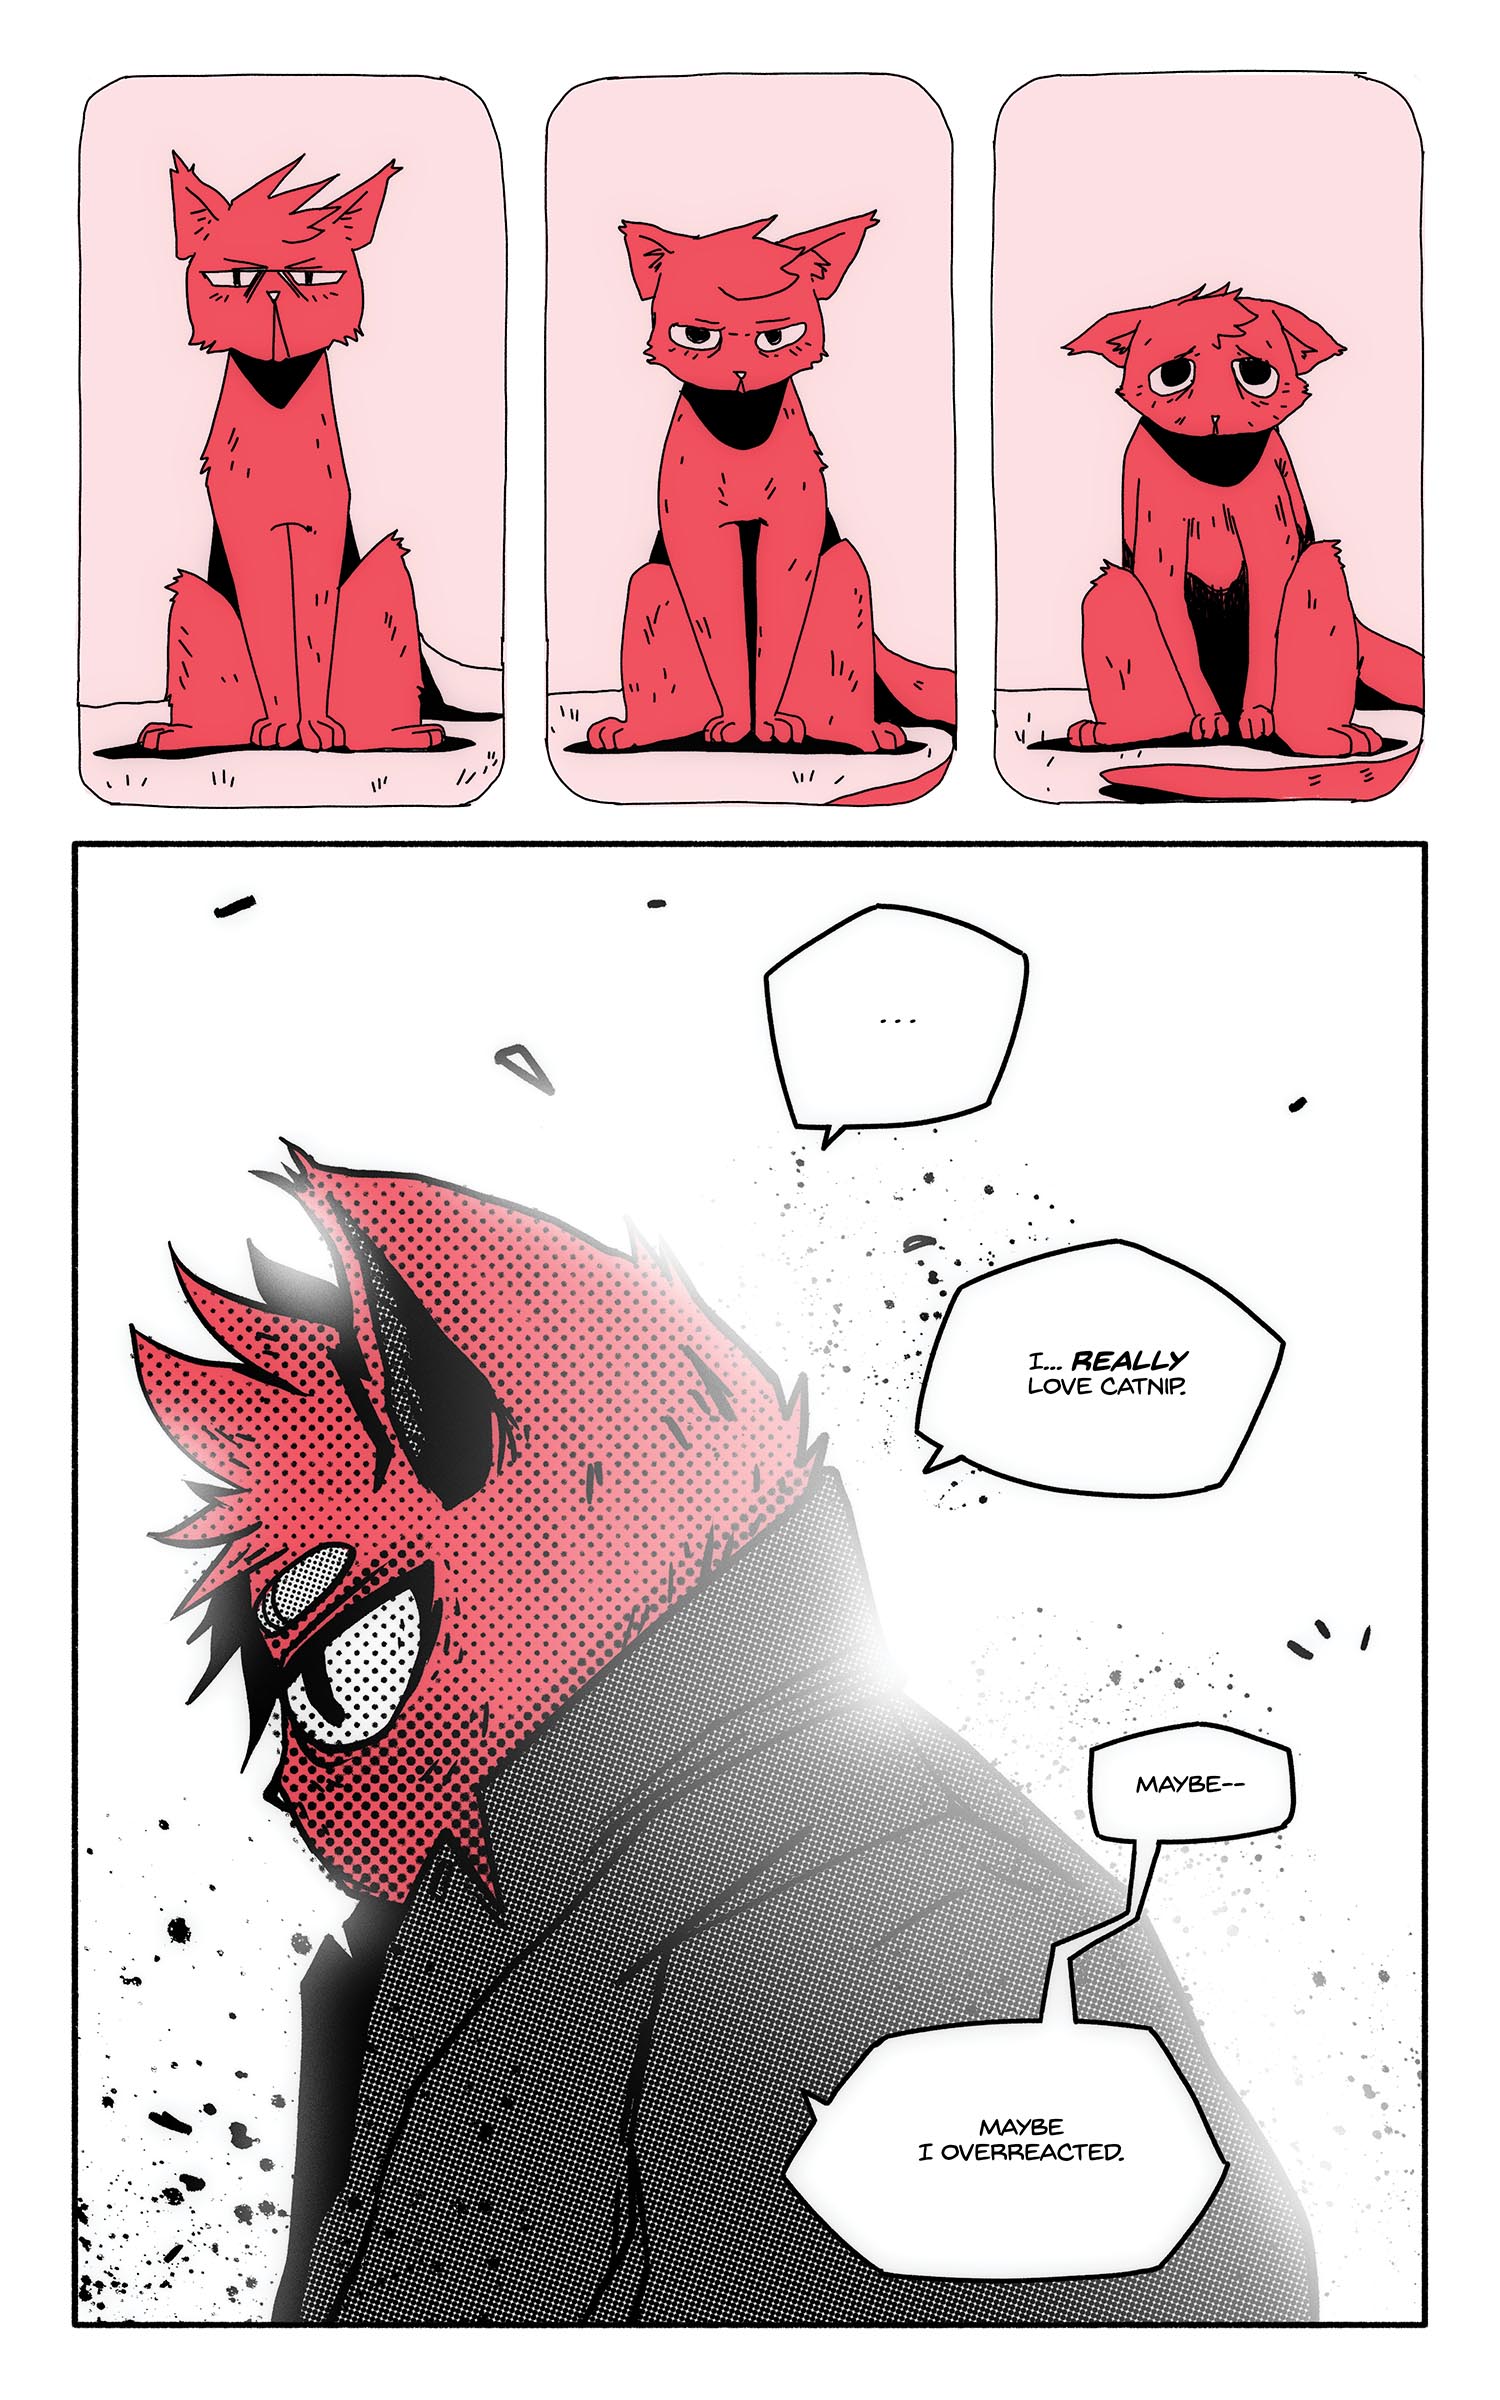 ...
I... REALLY
LOVE CATNIP.
MAYBE--
MAYBE
I OVERREACTED.